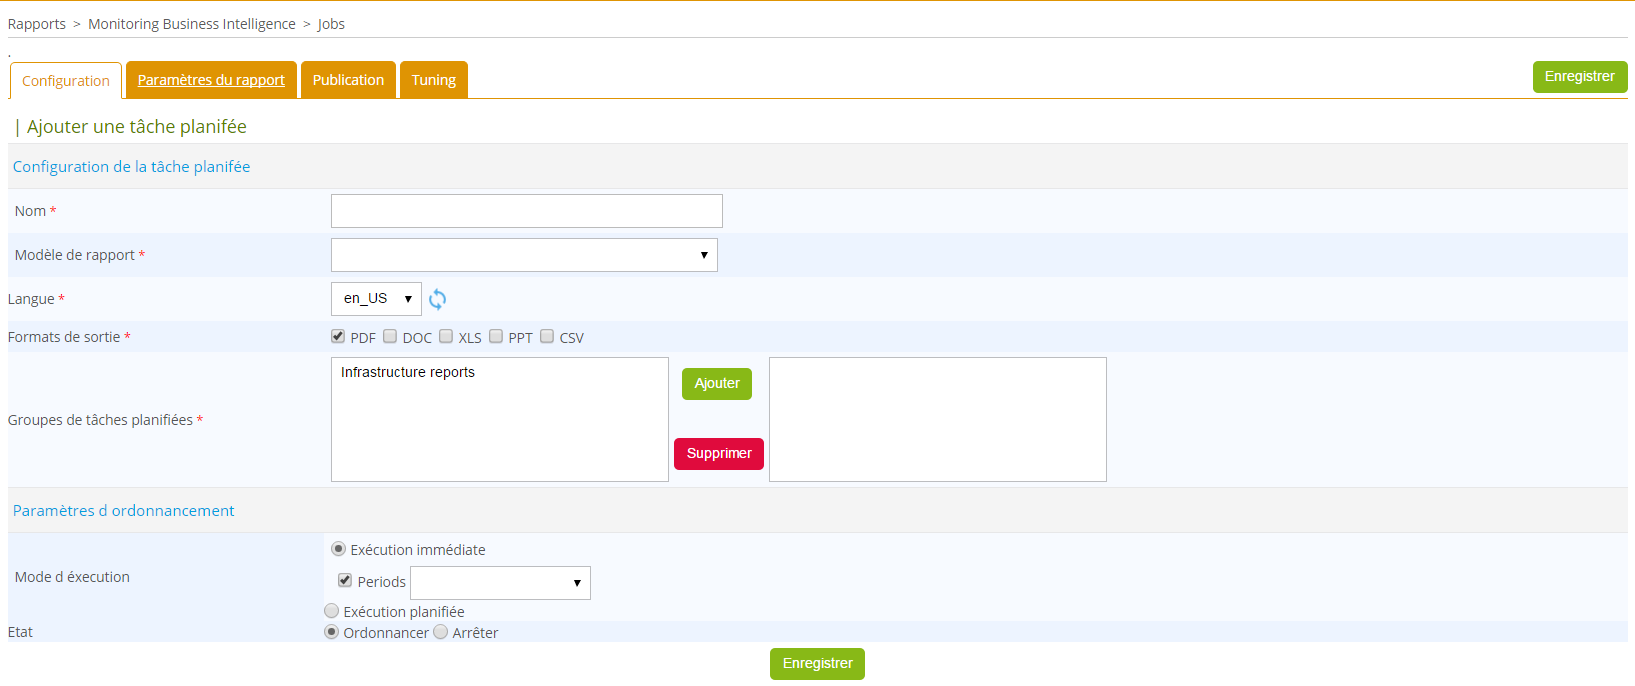 Rapports > Monitoring Business Intelligence > Jobs
.
Configuration Paramètres du rapport Publication Tuning Enregistrer
| Ajouter une tâche planifée
Configuration de la tâche planifée
Nom *
Modèle de rapport *
Langue * en_US
Formats de sortie * PDF DOC XLS PPT CSV
Infrastructure reports Ajouter
Groupes de tâches planifiées *
Supprimer
Paramètres d ordonnancement
Exécution immédiate
Mode d éxecution
Periods
Exécution planifiée
Etat Ordonnancer Arrêter
Enregistrer